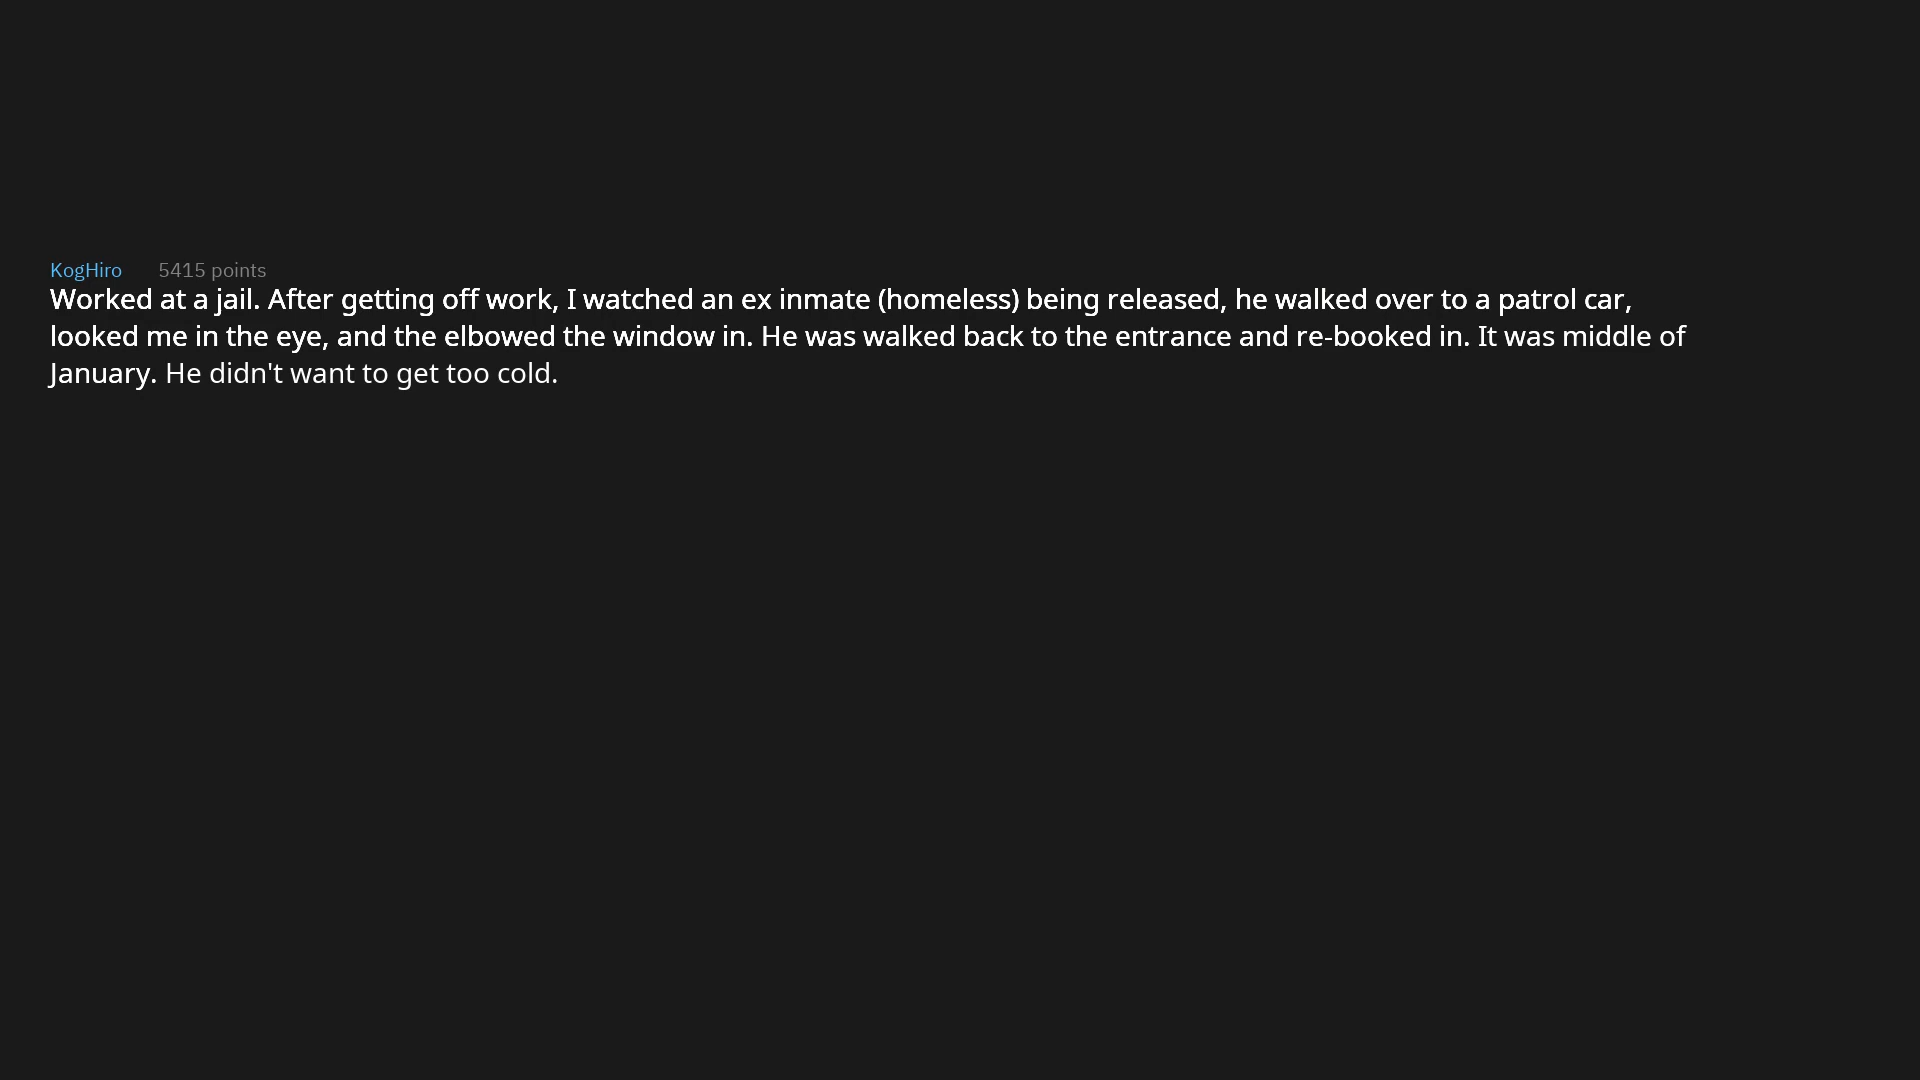 KogHiro 5415 points
Worked at a jail. After getting off work, I watched an ex inmate (homeless) being released, he walked over to a patrol car,
looked me in the eye, and the elbowed the window in. He was walked back to the entrance and re-booked in. It was middle of
January. He didn't want to get too cold.